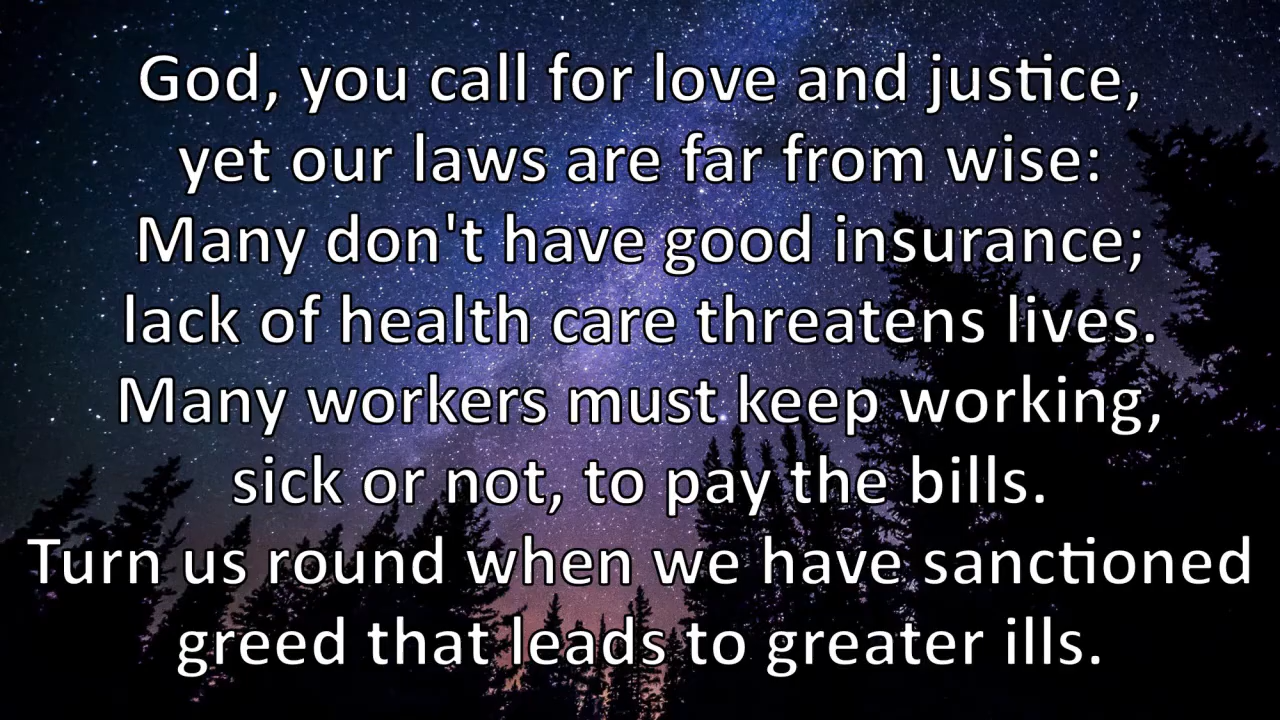 God, you call for love and justice,
yet our laws are far from wise:
Many don't have good insurance;
lack of health care threatens lives.
Many workers must keep working,
sick or not, to pay the bills.
Turn us round when we have sanctioned
greed that leads to greater ills.